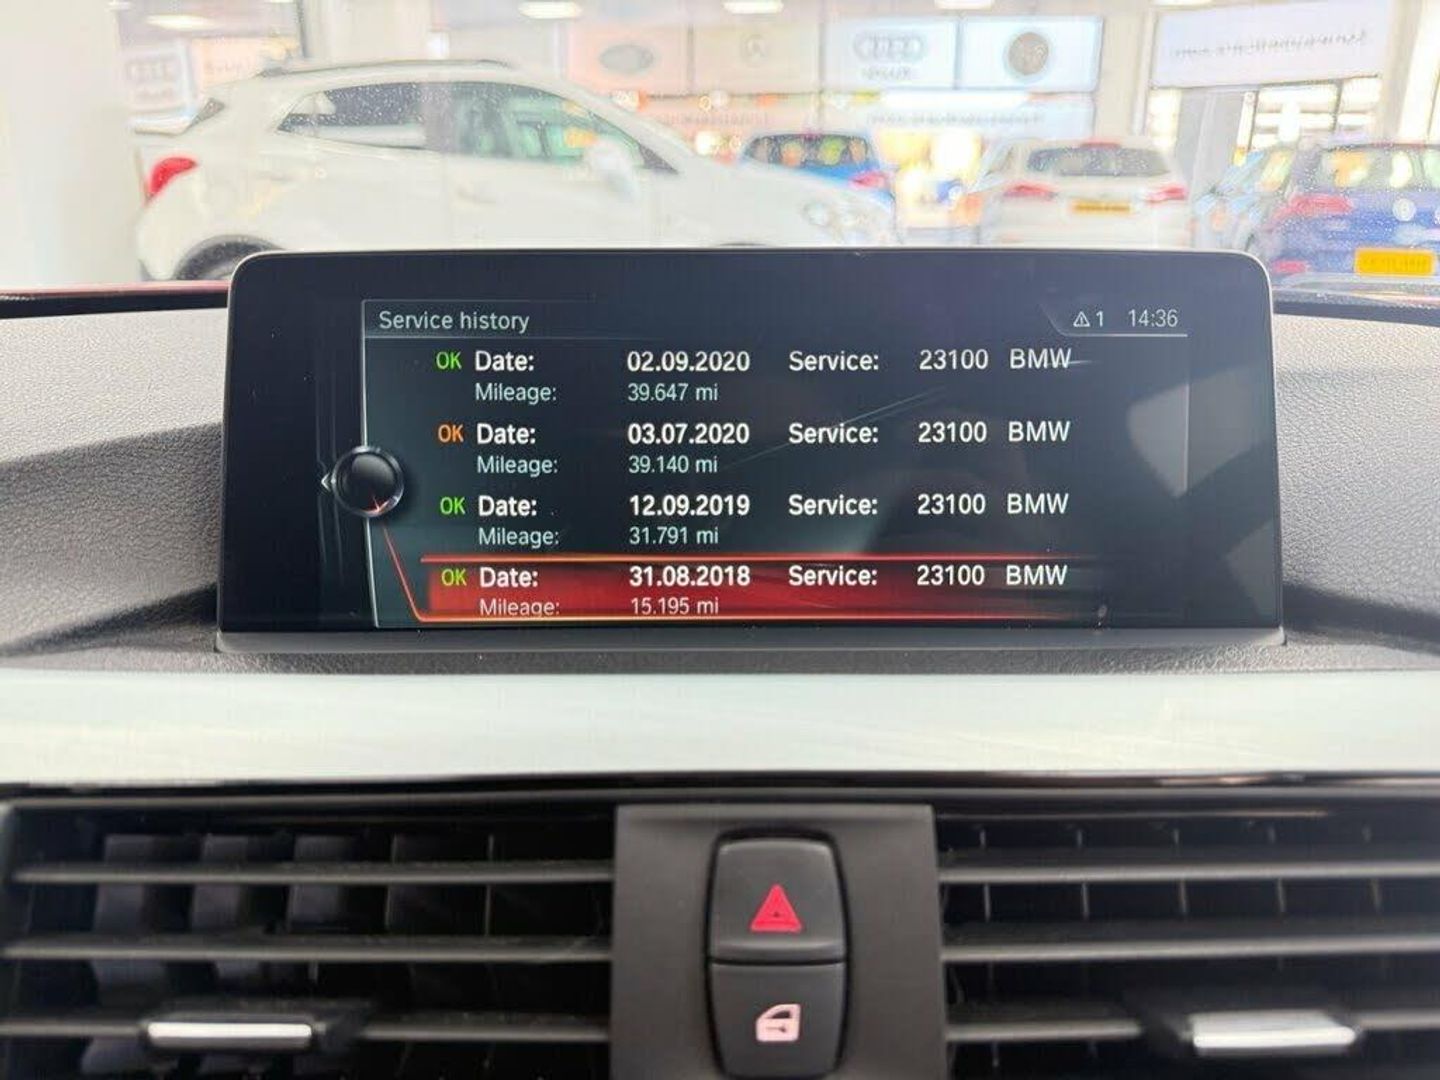 Service history 1 14:36
OK Date: 02.09.2020 Service: 23100 BMW
Mileage: 39.647 mi
OK Date: 03.07.2020 Service: 23100 BMW
Mileage: 39.140 mi
OK Date: 12.09.2019 Service: 23100 BMW
Mileage: 31.791 mi
OK Date: 31.08.2018 Service: 23100 BMW
Mileage: 15.195 mi